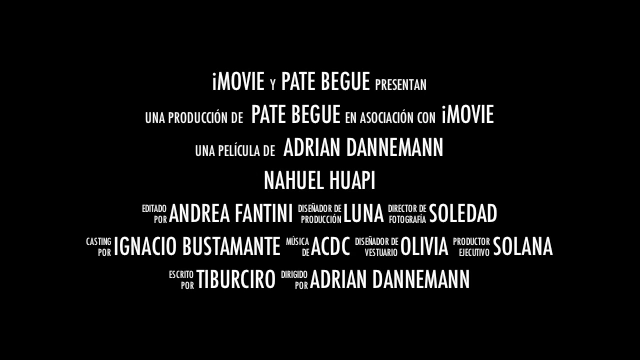 iMOVIE Y PATE BEGUE PRESENTAN
UNA PRODUCCIÓN DE PATE BEGUE EN ASOCIACIÓN CON iMOVIE
UNA PELÍCULA DE ADRIAN DANNEMANN
NAHUEL HUAPI
EDITADO POR ANDREA FANTINI DISEÑADOR DE PRODUCCIÓN LUNA DIRECTOR DE FOTOGRAFÍA SOLEDAD
CASTING POR IGNACIO BUSTAMANTE MÚSICA DE ACDC DISEÑADOR DE VESTUARIO OLIVIA PRODUCTOR EJECUTIVO SOLANA
ESCRITO POR TIBURCIRO DIRIGIDO POR ADRIAN DANNEMANN